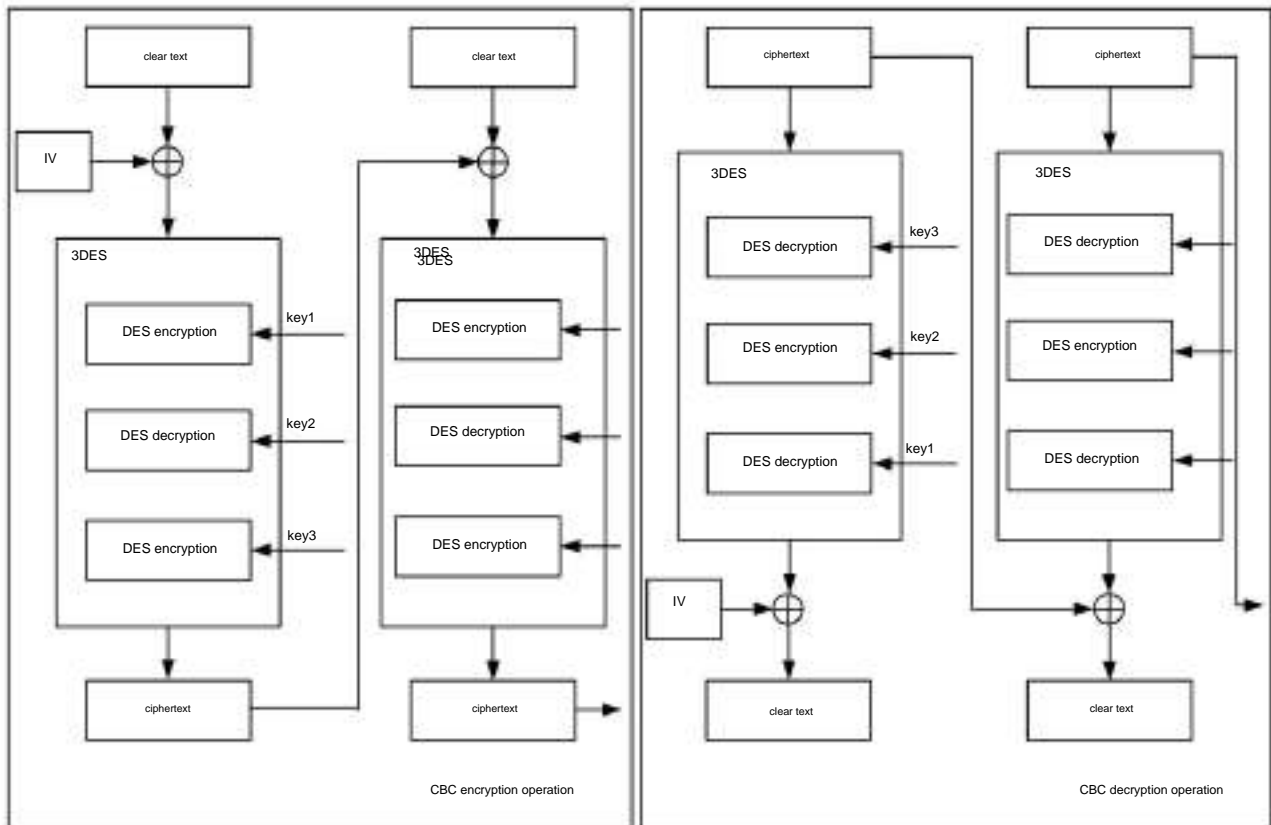 clear text
clear text
IV
3DES
3DES
3DES
DES encryption
key1
DES encryption
DES decryption
key2
DES decryption
DES encryption
key3
DES encryption
ciphertext
ciphertext
CBC encryption operation
ciphertext
ciphertext
3DES
3DES
DES decryption
key3
DES decryption
DES encryption
key2
DES encryption
DES decryption
key1
DES decryption
IV
clear text
clear text
CBC decryption operation